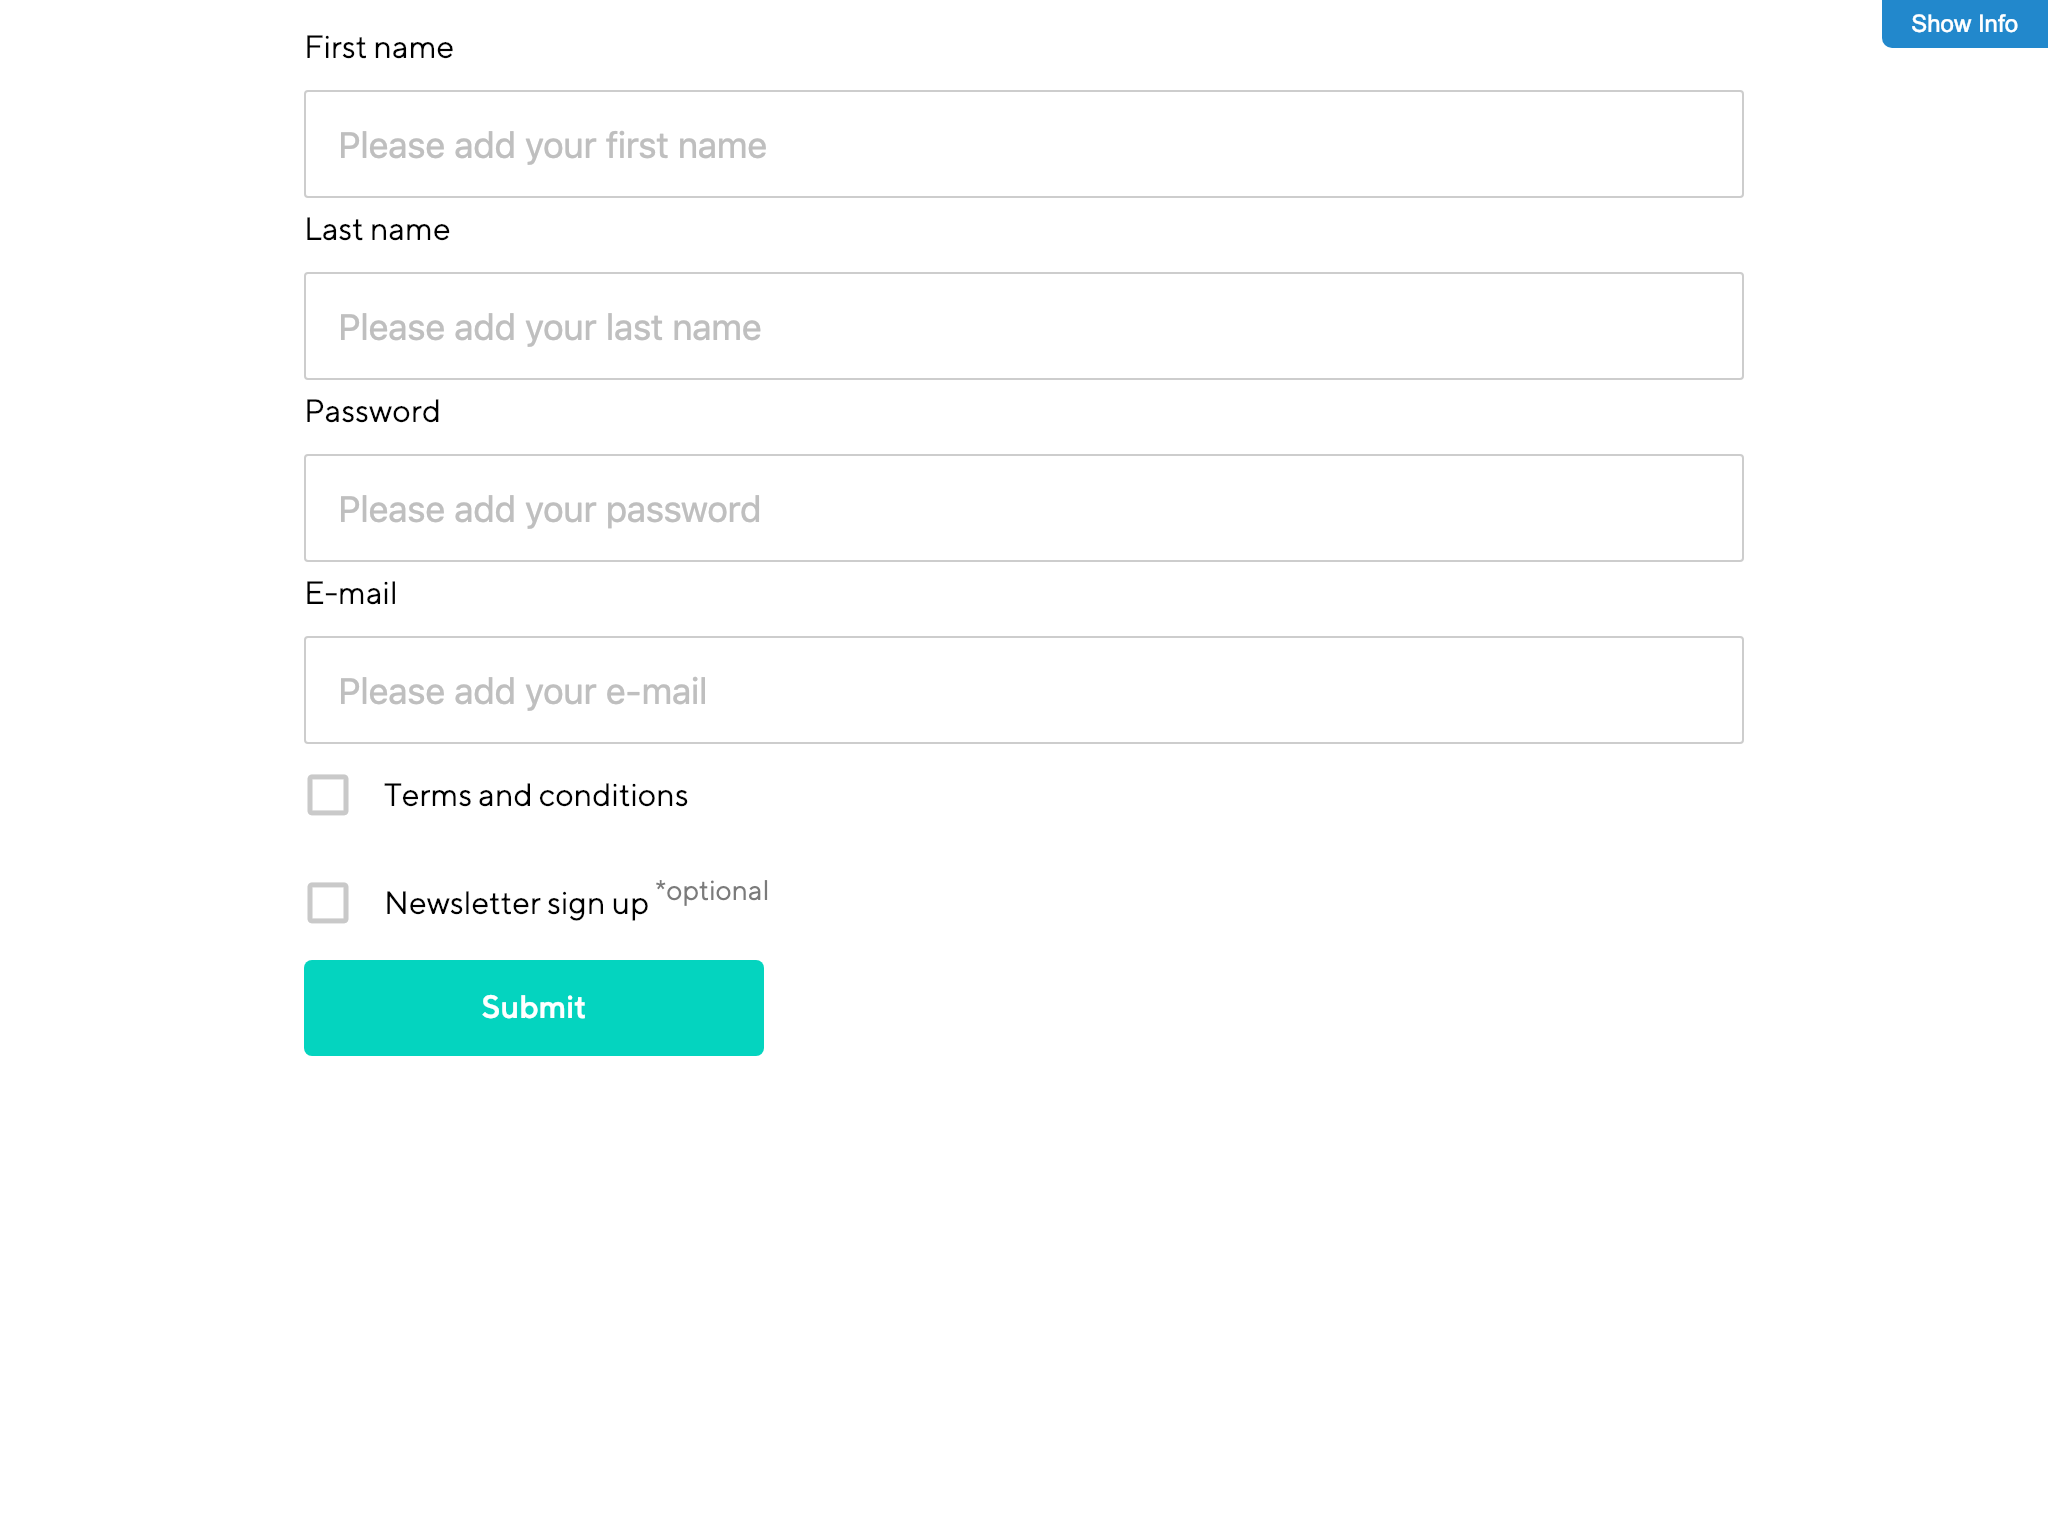 Show Info
First name
Please add your first name
Last name
Please add your last name
Password
Please add your password
E-mail
Please add your e-mail
Terms and conditions
Newsletter sign up *optional
Submit